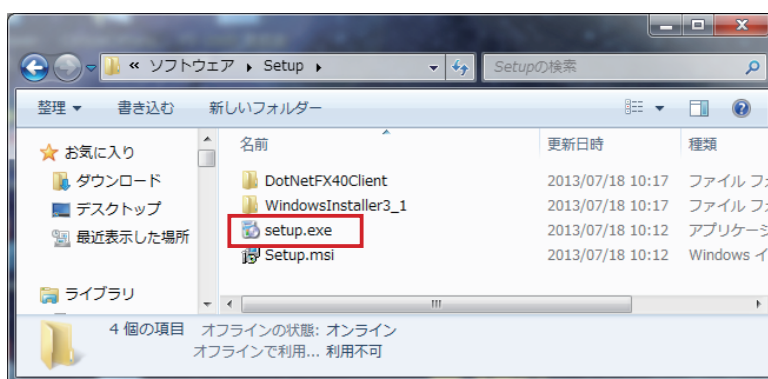 « ソフトウェア ▸ Setup ▸ Setupの検索
整理 ▼ 書き込む 新しいフォルダー
お気に入り
ダウンロード
デスクトップ
最近表示した場所
ライブラリ
名前 更新日時 種類
DotNetFX40Client 2013/07/18 10:17 ファイル フ
WindowsInstaller3_1 2013/07/18 10:17 ファイル フ
setup.exe 2013/07/18 10:12 アプリケー
Setup.msi 2013/07/18 10:12 Windows イ
4 個の項目 オフラインの状態: オンライン
オフラインで利用... 利用不可